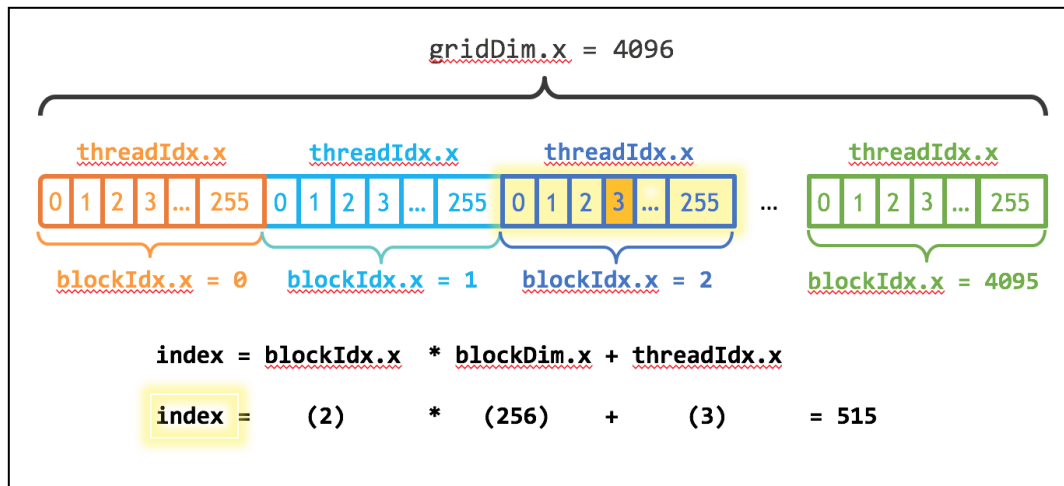 gridDim.x = 4096
threadIdx.x threadIdx.x threadIdx.x threadIdx.x
0 1 2 3 ... 255 0 1 2 3 ... 255 0 1 2 3 ... 255 ... 0 1 2 3 ... 255
blockIdx.x = 0 blockIdx.x = 1 blockIdx.x = 2 blockIdx.x = 4095
index = blockIdx.x * blockDim.x + threadIdx.x
index = (2) * (256) + (3) = 515